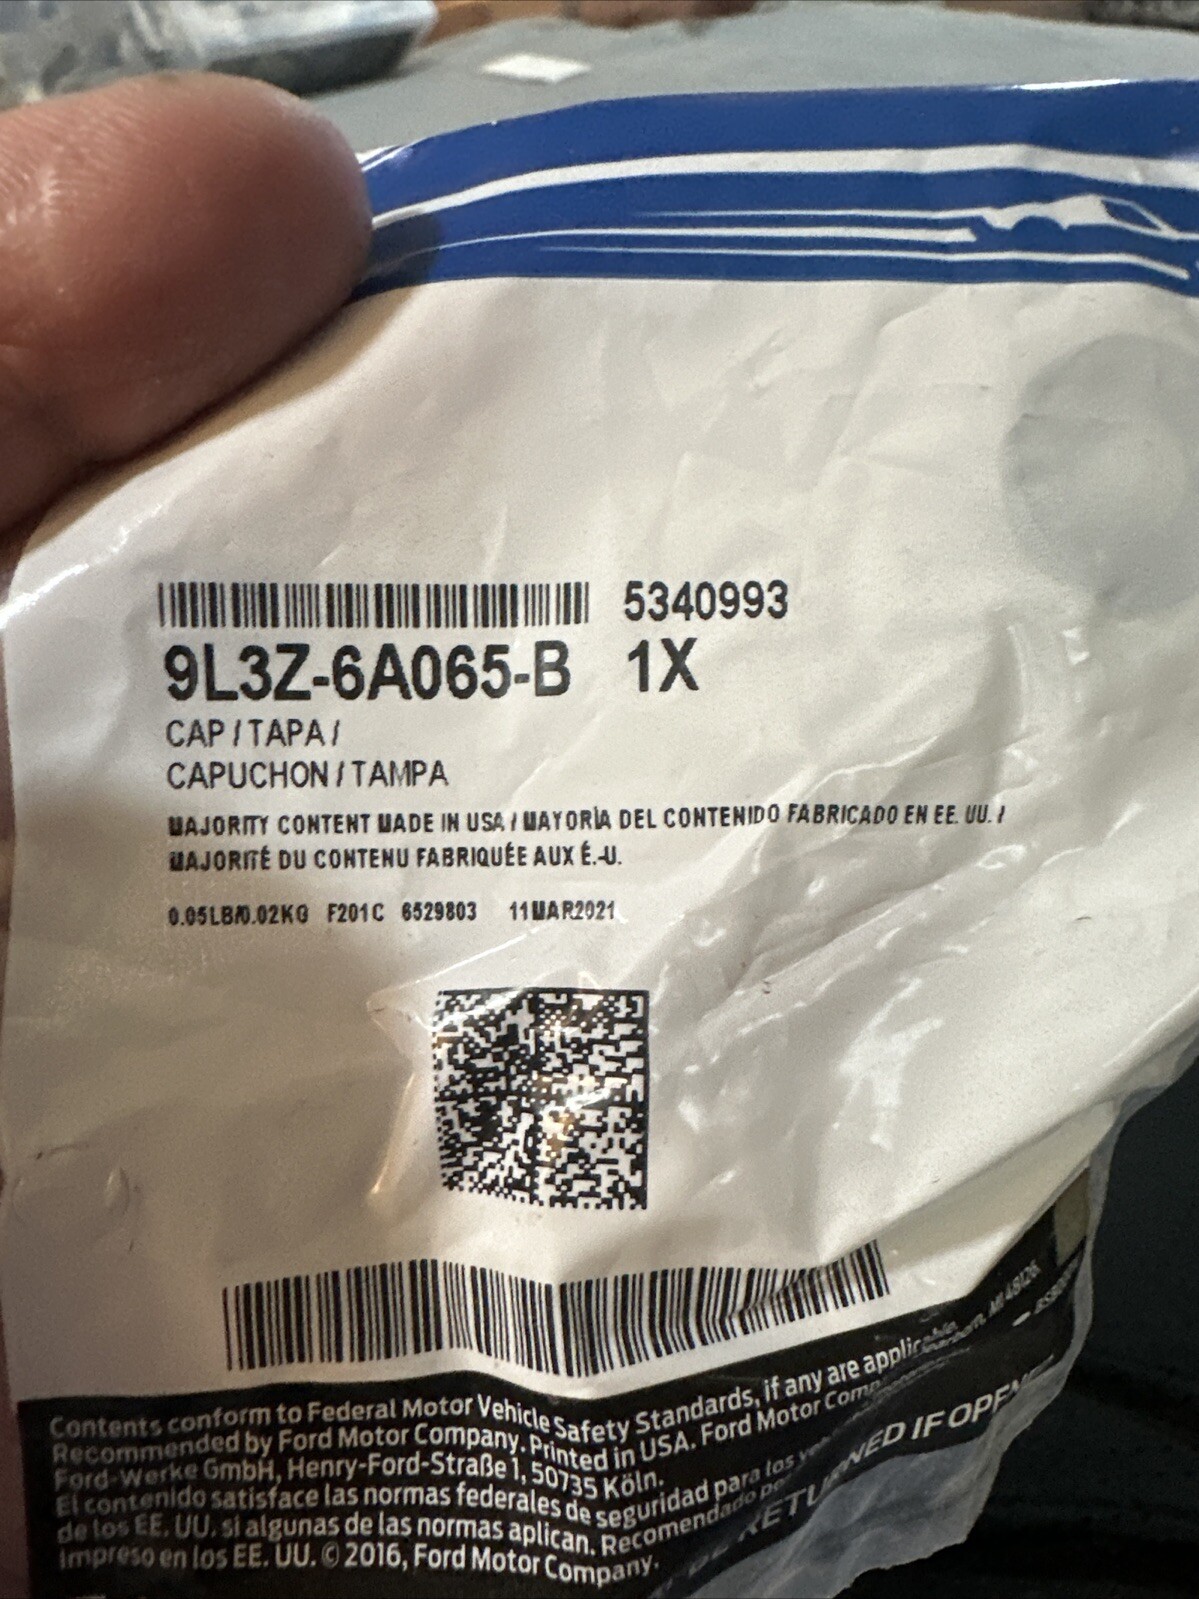 5340993
9L3Z-6A065-B 1X
CAP / TAPA /
CAPUCHON / TAMPA
MAJORITY CONTENT MADE IN USA / MAYORÌA DEL CONTENIDO FABRICADO EN EE. UU. /
MAJORITÉ DU CONTENU FABRIQUÉE AUX É.-U.
0.05LB/0.02KG F201C 6529803 11MAR2021
Contents conform to Federal Motor Vehicle Safety Standards, if any are applicable.
Recommended by Ford Motor Company. Printed in USA. Ford Motor MI 48126,
Ford-Werke GmbH, Henry-Ford-Straße 1, 50735 Köln.
El contenido satisface las normas federales de seguridad para los
de los EE. UU. si algunas de las normas aplican. Recomendado
Impreso en los EE. UU. © 2016, Ford Motor Company.
RETURNED IF OPENED